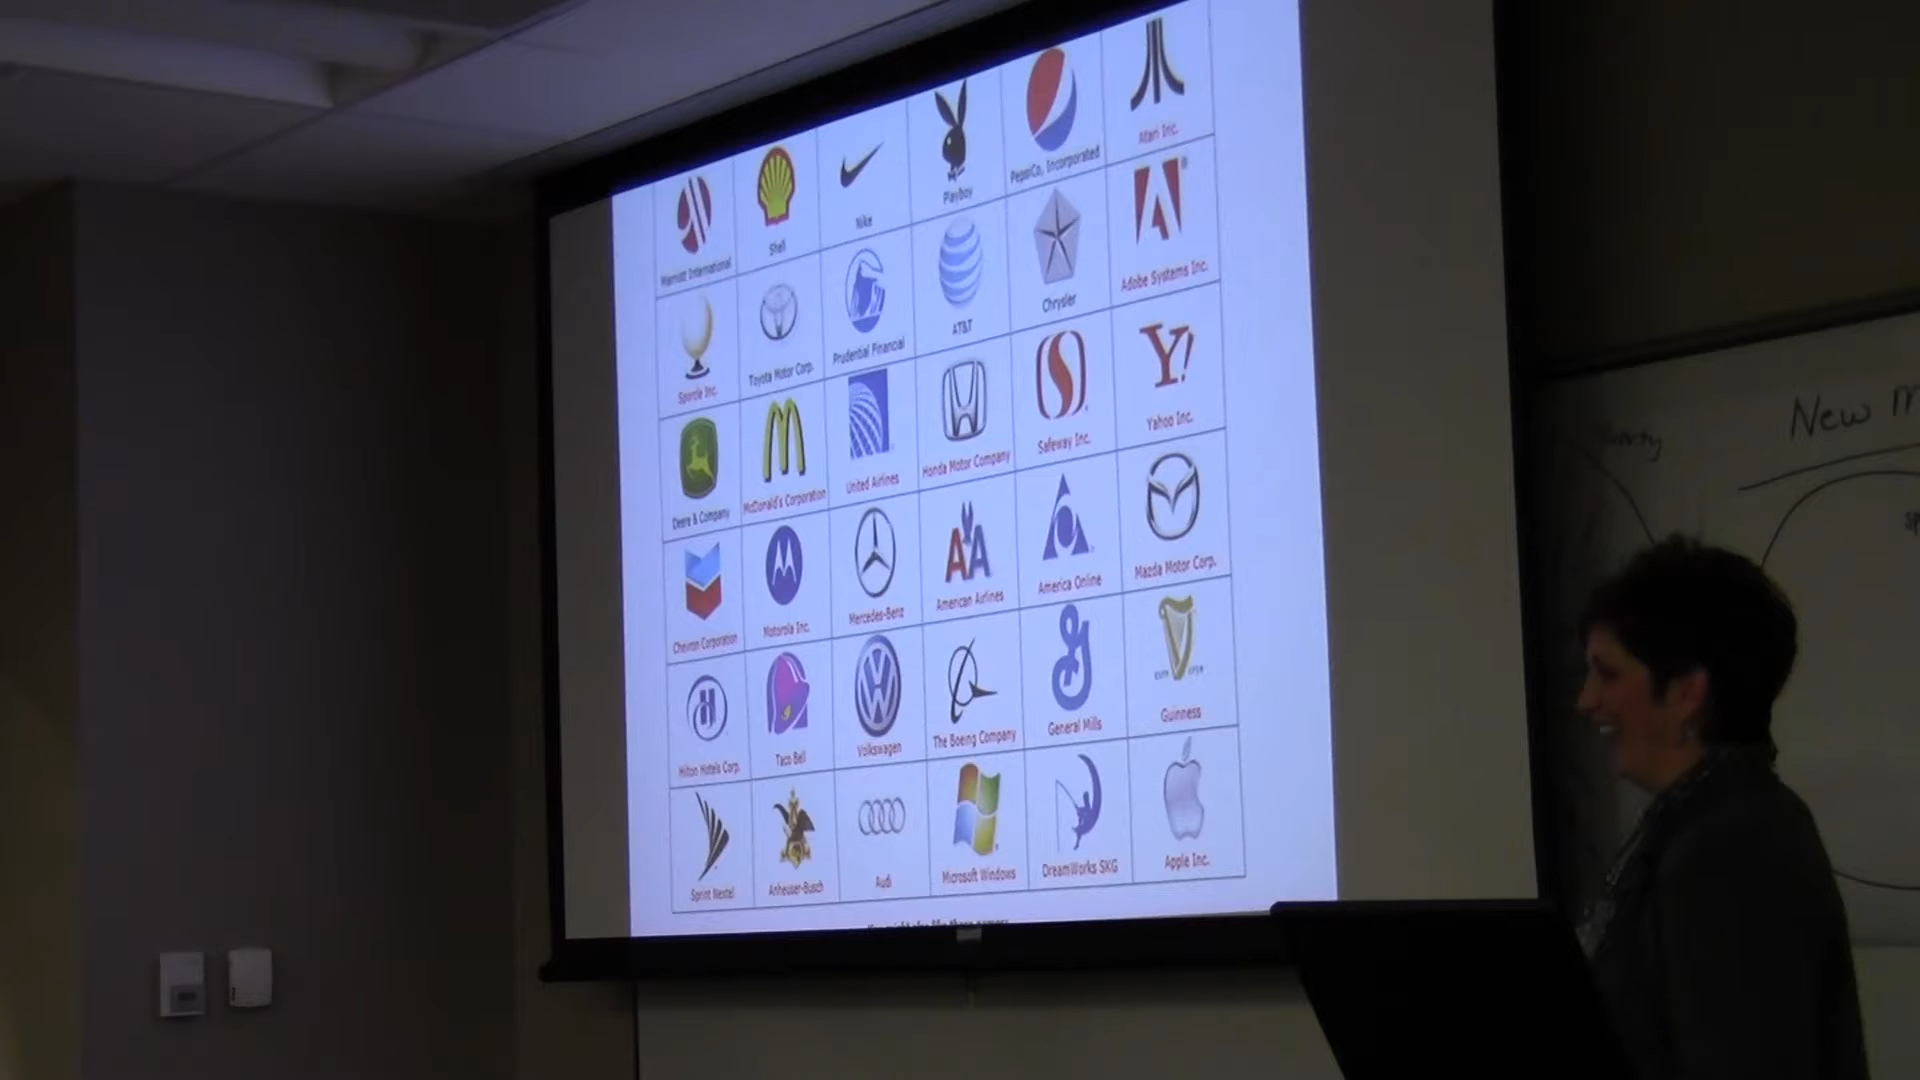 Marriott International
Shell
Nike
Playboy
PepsiCo, Incorporated
Atari Inc.
Sporcle Inc.
Toyota Motor Corp.
Prudential Financial
AT&T
Chrysler
Adobe Systems Inc.
Deere & Company
McDonald's Corporation
United Airlines
Honda Motor Company
Safeway Inc.
Y!
Yahoo Inc.
Chevron Corporation
Motorola Inc.
Mercedes-Benz
AA
American Airlines
America Online
Mazda Motor Corp.
H
Hilton Hotels Corp.
Taco Bell
Volkswagen
The Boeing Company
G
General Mills
Guinness
Sprint Nextel
Anheuser-Busch
Audi
Microsoft Windows
DreamWorks SKG
Apple Inc.
New